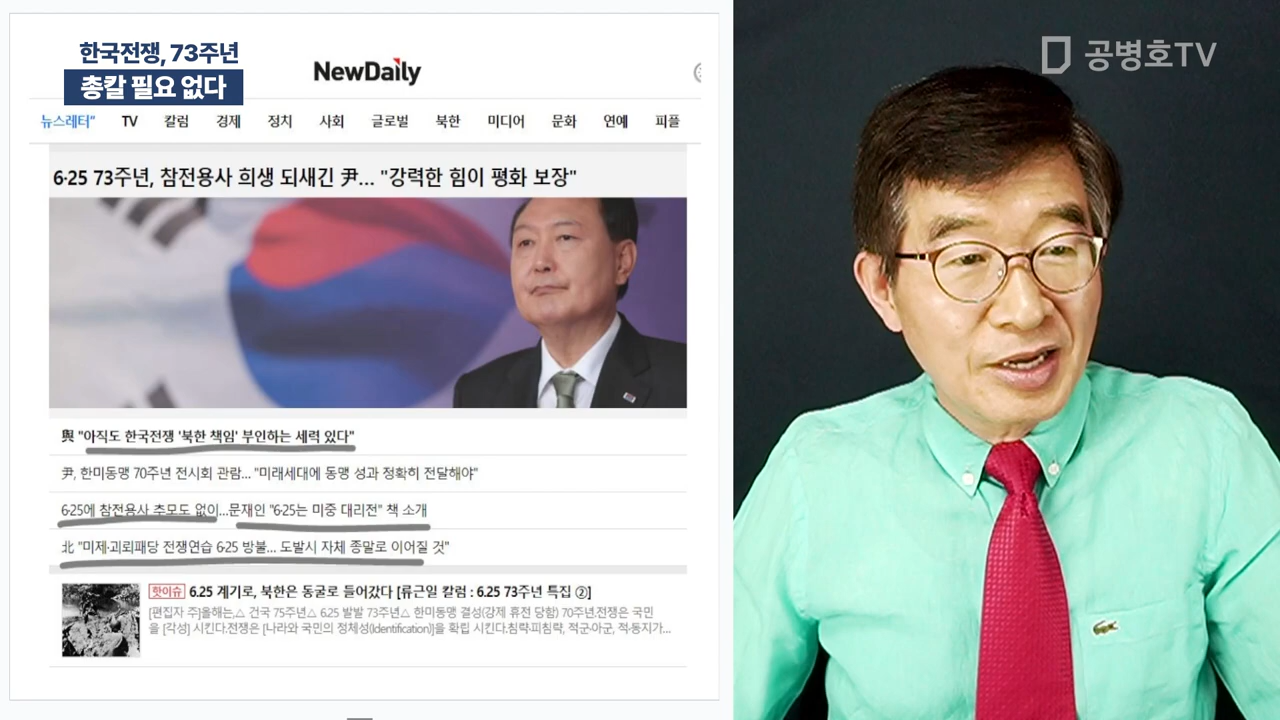 한국전쟁, 73주년
총칼 필요 없다
NewDaily
뉴스레터" TV 칼럼 경제 정치 사회 글로벌 북한 미디어 문화 연예 피플
6·25 73주년, 참전용사 희생 되새긴 尹... "강력한 힘이 평화 보장"
與 "아직도 한국전쟁 '북한 책임' 부인하는 세력 있다"
尹, 한미동맹 70주년 전시회 관람... "미래세대에 동맹 성과 정확히 전달해야"
6·25에 참전용사 추모도 없이...문재인 "6·25는 미중 대리전" 책 소개
北 "미제·괴뢰패당 전쟁연습 6·25 방불... 도발시 자체 종말로 이어질 것"
핫이슈 6.25 계기로, 북한은 동굴로 들어갔다 [류근일 칼럼 : 6.25 73주년 특집 ②]
[편집자 주]올해는,△ 건국 75주년△ 6.25 발발 73주년△ 한미동맹 결성(강제 휴전 당함) 70주년.전쟁은 국민
을 [각성] 시킨다.전쟁은 [나라와 국민의 정체성(Identification)]을 확립 시킨다.침략·피침략, 적군·아군, 적·동지가...
공병호TV